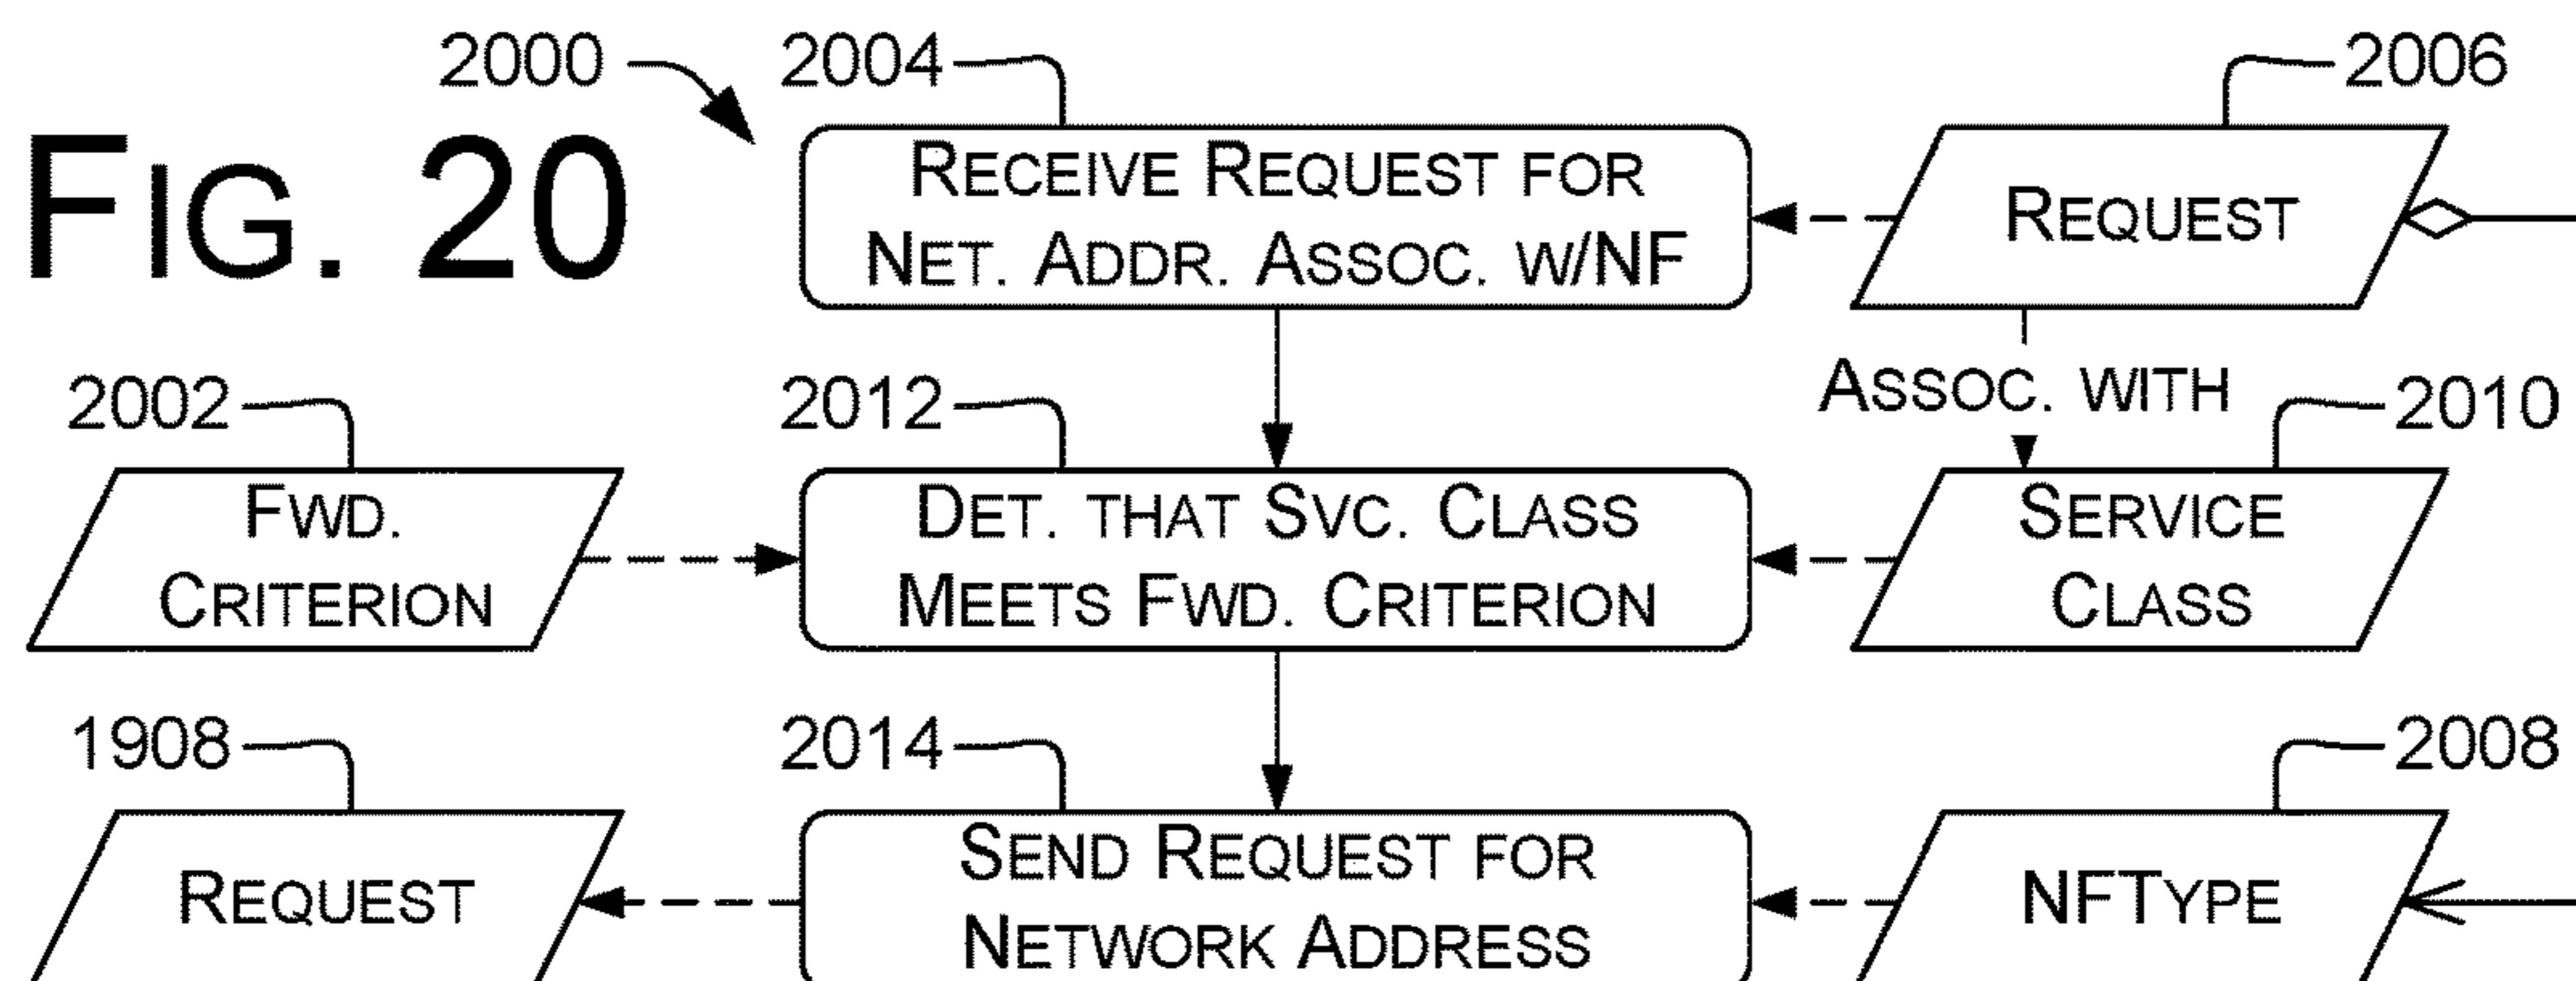 2000
2004
2006
FIG. 20
RECEIVE REQUEST FOR
NET. ADDR. ASSOC. W/NF
REQUEST
ASSOC. WITH
2002
2012
2010
FWD.
CRITERION
DET. THAT SVC. CLASS
MEETS FWD. CRITERION
SERVICE
CLASS
1908
2014
2008
REQUEST
SEND REQUEST FOR
NETWORK ADDRESS
NFTYPE